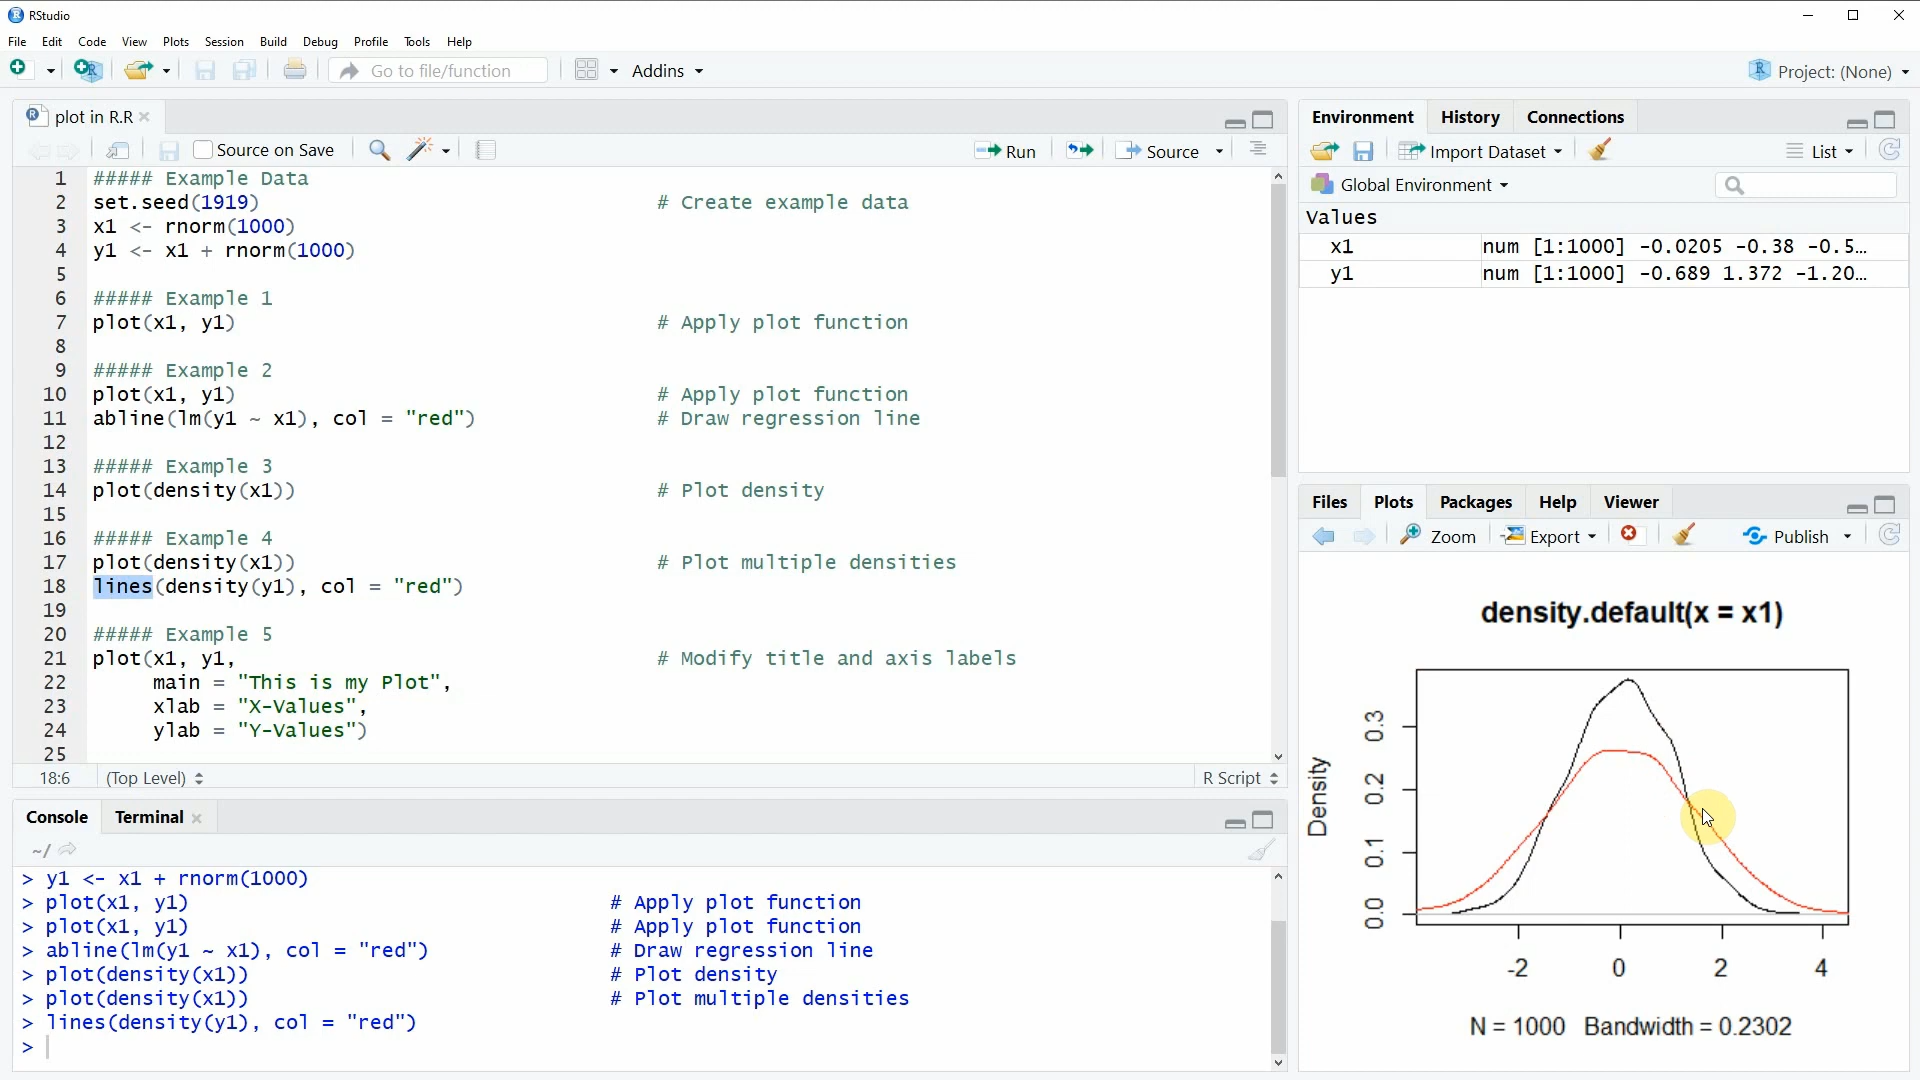 RStudio
File Edit Code View Plots Session Build Debug Profile Tools Help
Go to file/function Addins Project: (None)
plot in R.R
Source on Save Run Source
1 ##### Example Data
2 set.seed(1919) # Create example data
3 x1 <- rnorm(1000)
4 y1 <- x1 + rnorm(1000)
5
6 ##### Example 1
7 plot(x1, y1) # Apply plot function
8
9 ##### Example 2
10 plot(x1, y1) # Apply plot function
11 abline(lm(y1 ~ x1), col = "red") # Draw regression line
12
13 ##### Example 3
14 plot(density(x1)) # Plot density
15
16 ##### Example 4
17 plot(density(x1)) # Plot multiple densities
18 lines(density(y1), col = "red")
19
20 ##### Example 5
21 plot(x1, y1, # Modify title and axis labels
22 main = "This is my Plot",
23 xlab = "X-Values",
24 ylab = "Y-Values")
25
18:6 (Top Level) R Script
Console Terminal
~/
> y1 <- x1 + rnorm(1000)
> plot(x1, y1) # Apply plot function
> plot(x1, y1) # Apply plot function
> abline(lm(y1 ~ x1), col = "red") # Draw regression line
> plot(density(x1)) # Plot density
> plot(density(x1)) # Plot multiple densities
> lines(density(y1), col = "red")
>
Environment History Connections
Import Dataset List
Global Environment
Values
x1 num [1:1000] -0.0205 -0.38 -0.5…
y1 num [1:1000] -0.689 1.372 -1.20…
Files Plots Packages Help Viewer
Zoom Export Publish
density.default(x = x1)
Density
0.3
0.2
0.1
0.0
-2 0 2 4
N = 1000 Bandwidth = 0.2302